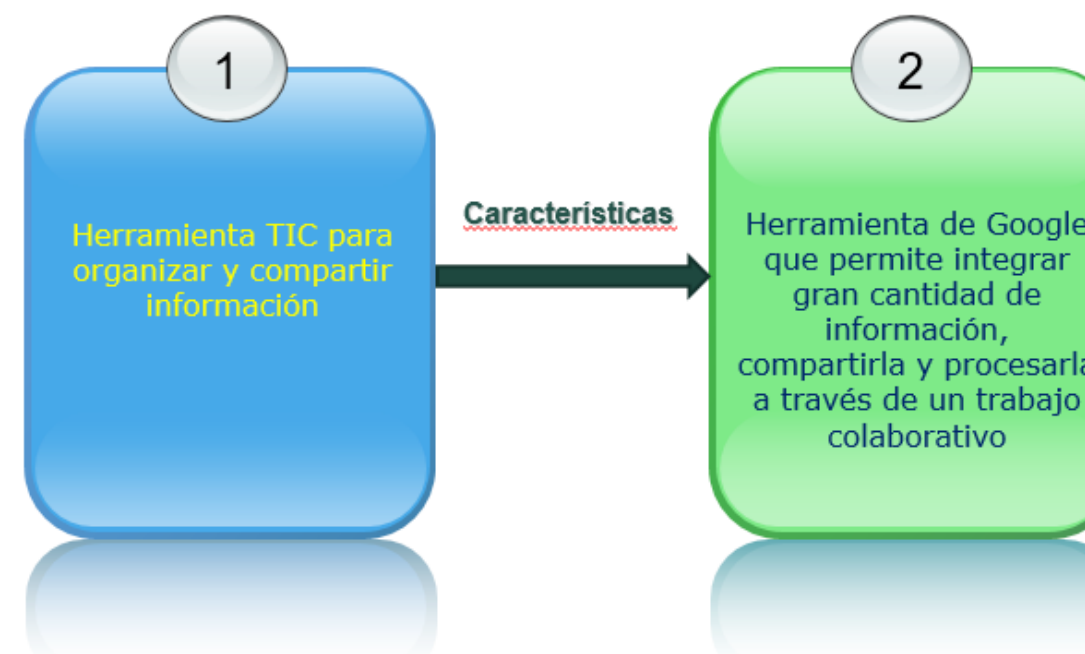 1
Herramienta TIC para
organizar y compartir
información
Características
2
Herramienta de Google
que permite integrar
gran cantidad de
información,
compartirla y procesarla
a través de un trabajo
colaborativo